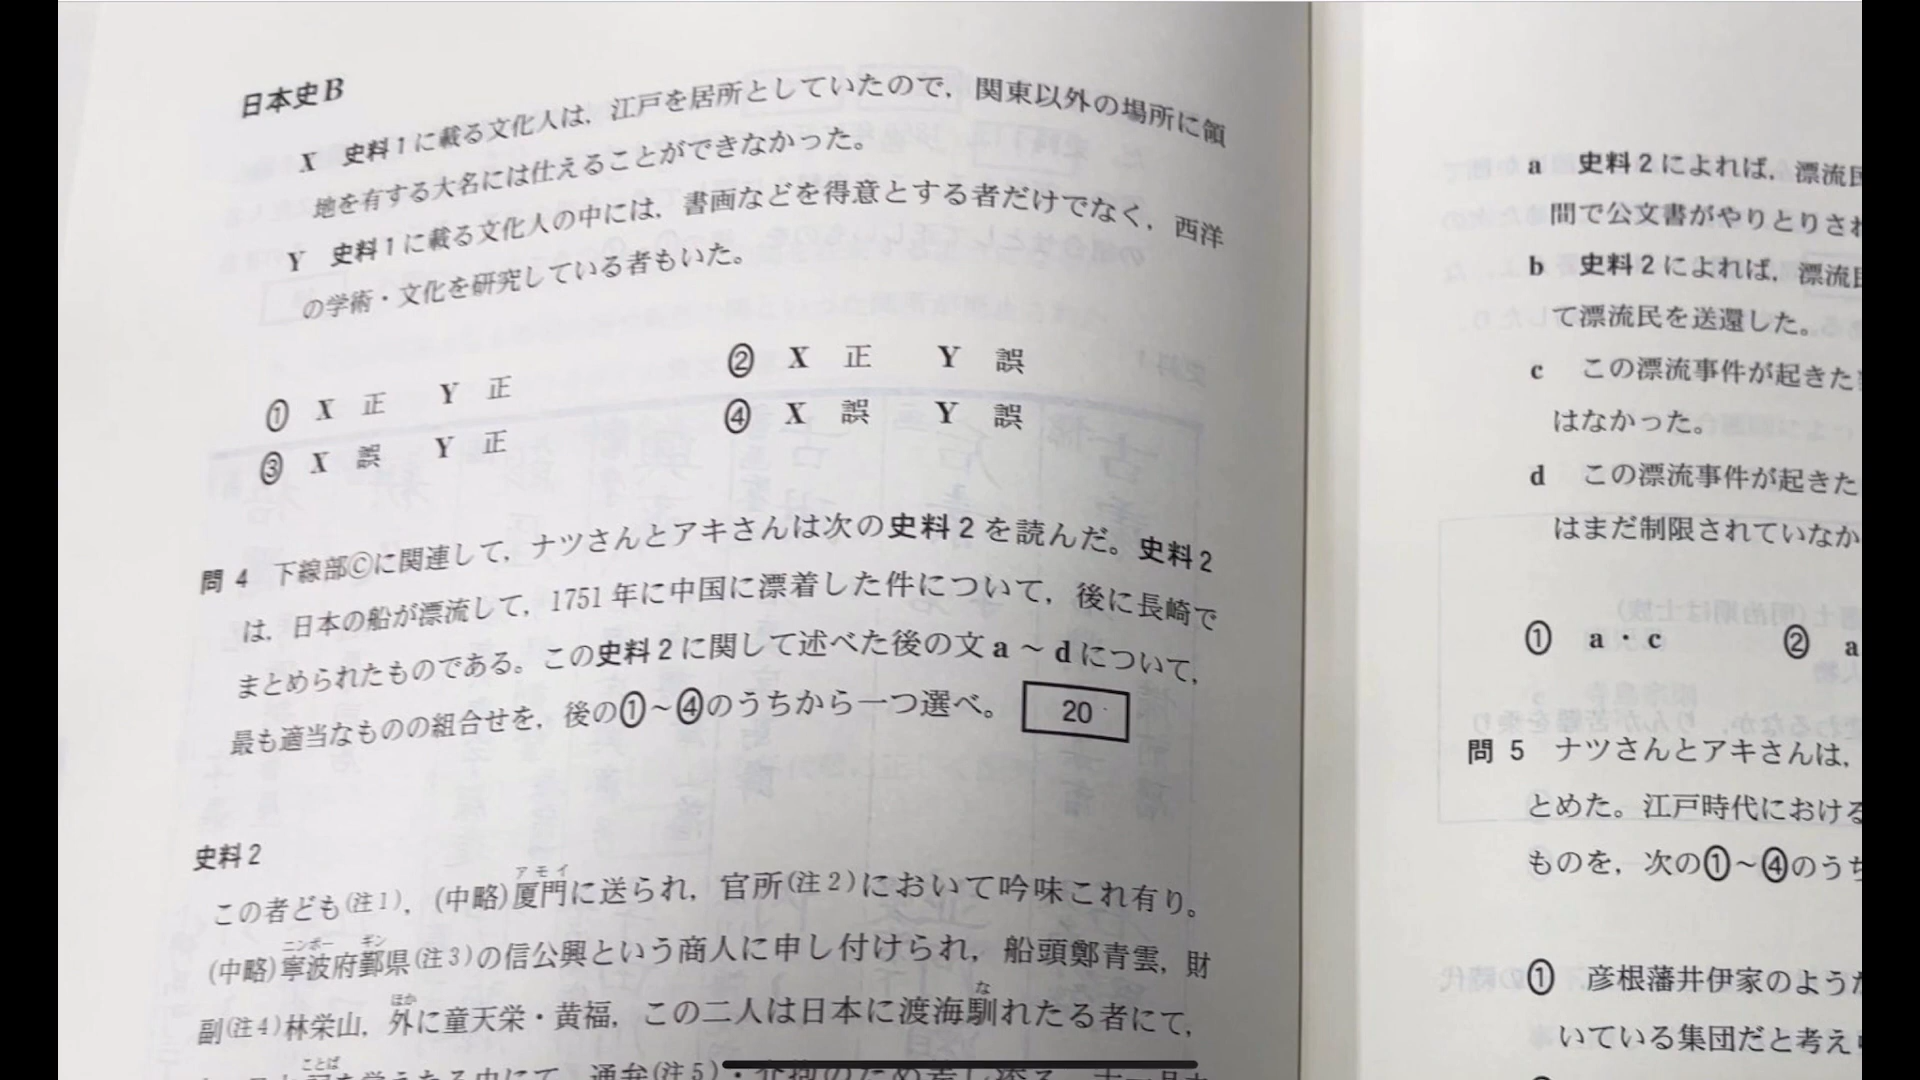 日本史B
X 史料1に載る文化人は，江戸を居所としていたので，関東以外の場所に領
地を有する大名には仕えることができなかった。
Y 史料1に載る文化人の中には，書画などを得意とする者だけでなく，西洋
の学術・文化を研究している者もいた。
① X 正 Y 正 ② X 正 Y 誤
③ X 誤 Y 正 ④ X 誤 Y 誤
問4 下線部Ⓒに関連して，ナツさんとアキさんは次の史料2を読んだ。史料2
は，日本の船が漂流して，1751年に中国に漂着した件について，後に長崎で
まとめられたものである。この史料2に関して述べた後の文a～dについて，
最も適当なものの組合せを，後の①～④のうちから一つ選べ。 20
史料2
この者ども(注1)，(中略)厦門に送られ，官所(注2)において吟味これ有り。
(中略)寧波府鄞県(注3)の信公興という商人に申し付けられ，船頭鄭青雲，財
副(注4)林栄山，外に童天栄・黄福，この二人は日本に渡海馴れたる者にて，
通弁(注5)・
a 史料2によれば，漂流民
間で公文書がやりとりされ
b 史料2によれば，漂流民
て漂流民を送還した。
c この漂流事件が起きた
はなかった。
d この漂流事件が起きた
はまだ制限されていなか
① a・c ② a
問5 ナツさんとアキさんは，
とめた。江戸時代における
ものを，次の①～④のうち
① 彦根藩井伊家のような
いている集団だと考え